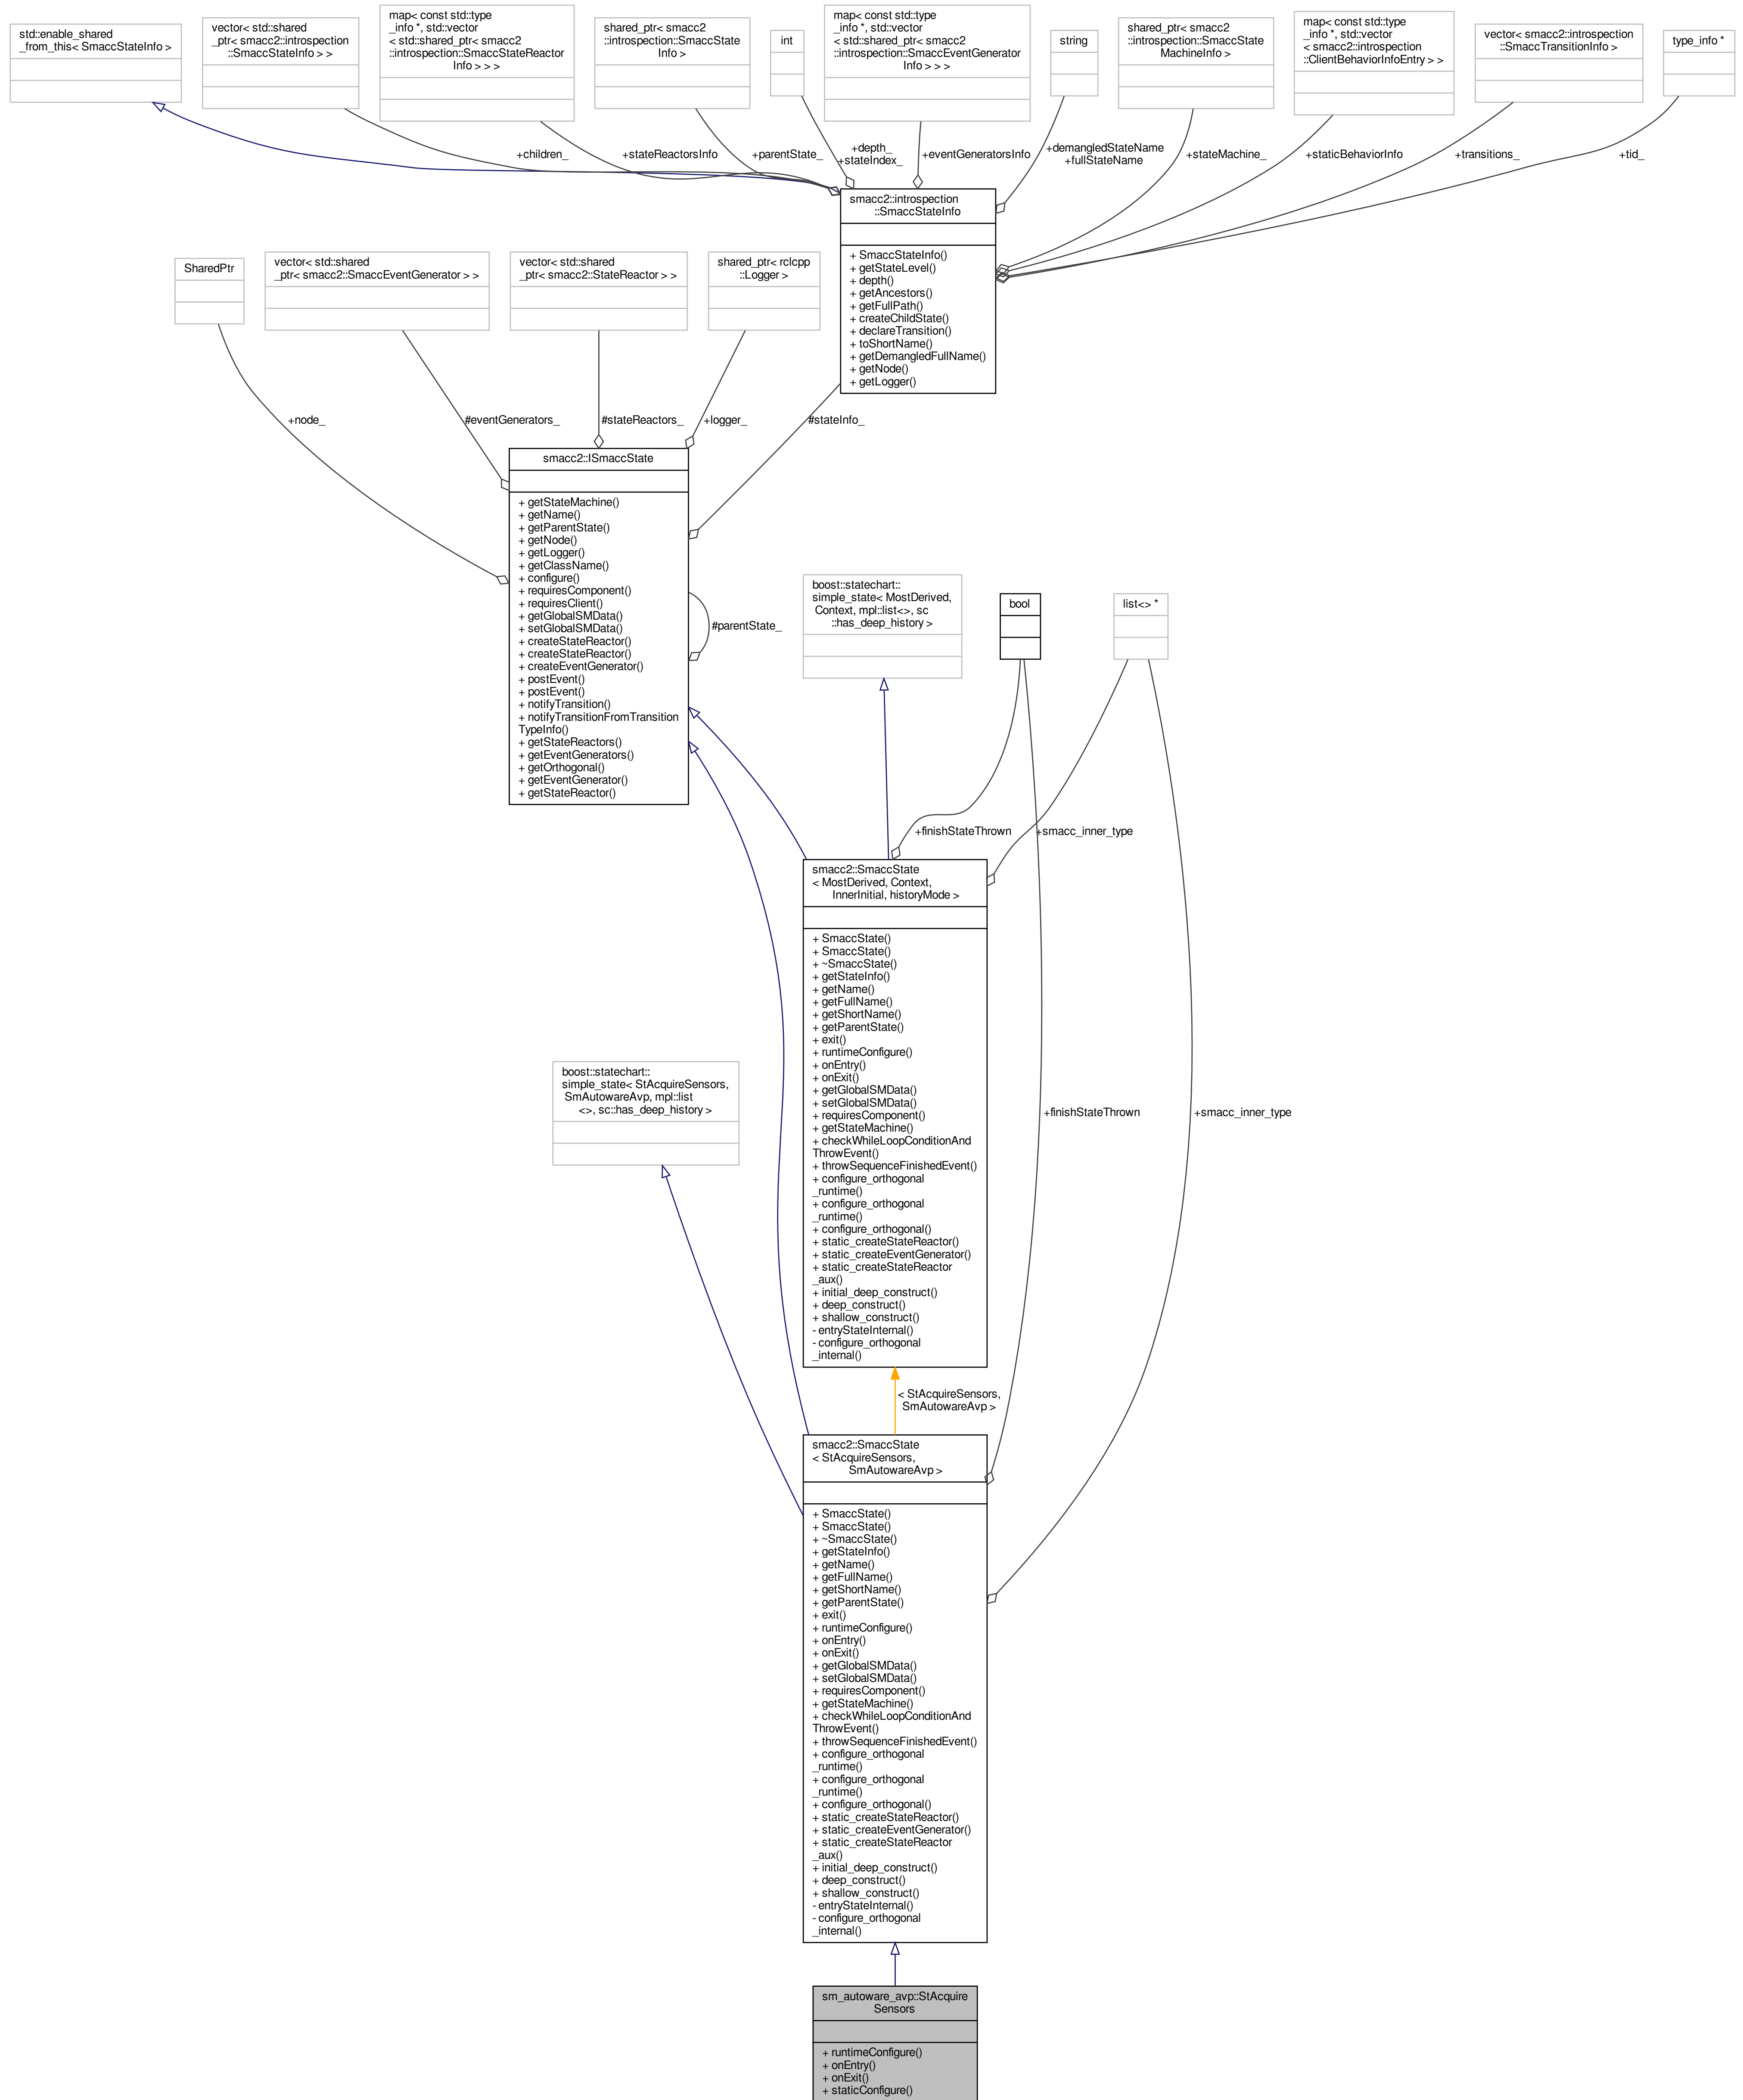 std::enable_shared
_from_this< SmaccStateInfo >
vector< std::shared
_ptr< smacc2::introspection
::SmaccStateInfo > >
map< const std::type
_info *, std::vector
< std::shared_ptr< smacc2
::introspection::SmaccStateReactor
Info > > >
shared_ptr< smacc2
::introspection::SmaccState
Info >
int
map< const std::type
_info *, std::vector
< std::shared_ptr< smacc2
::introspection::SmaccEventGenerator
Info > > >
string
shared_ptr< smacc2
::introspection::SmaccState
MachineInfo >
map< const std::type
_info *, std::vector
< smacc2::introspection
::ClientBehaviorInfoEntry > >
vector< smacc2::introspection
::SmaccTransitionInfo >
type_info *
+children_
+stateReactorsInfo
+parentState_
+depth_
+stateIndex_
+eventGeneratorsInfo
+demangledStateName
+fullStateName
+stateMachine_
+staticBehaviorInfo
+transitions_
+tid_
smacc2::introspection
::SmaccStateInfo
+ SmaccStateInfo()
+ getStateLevel()
+ depth()
+ getAncestors()
+ getFullPath()
+ createChildState()
+ declareTransition()
+ toShortName()
+ getDemangledFullName()
+ getNode()
+ getLogger()
SharedPtr
vector< std::shared
_ptr< smacc2::SmaccEventGenerator > >
vector< std::shared
_ptr< smacc2::StateReactor > >
shared_ptr< rclcpp
::Logger >
+node_
#eventGenerators_
#stateReactors_
+logger_
#stateInfo_
smacc2::ISmaccState
+ getStateMachine()
+ getName()
+ getParentState()
+ getNode()
+ getLogger()
+ getClassName()
+ configure()
+ requiresComponent()
+ requiresClient()
+ getGlobalSMData()
+ setGlobalSMData()
+ createStateReactor()
+ createStateReactor()
+ createEventGenerator()
+ postEvent()
+ postEvent()
+ notifyTransition()
+ notifyTransitionFromTransition
TypeInfo()
+ getStateReactors()
+ getEventGenerators()
+ getOrthogonal()
+ getEventGenerator()
+ getStateReactor()
#parentState_
boost::statechart::
simple_state< MostDerived,
Context, mpl::list<>, sc
::has_deep_history >
bool
list<> *
+finishStateThrown
+smacc_inner_type
smacc2::SmaccState
< MostDerived, Context,
InnerInitial, historyMode >
+ SmaccState()
+ SmaccState()
+ ~SmaccState()
+ getStateInfo()
+ getName()
+ getFullName()
+ getShortName()
+ getParentState()
+ exit()
+ runtimeConfigure()
+ onEntry()
+ onExit()
+ getGlobalSMData()
+ setGlobalSMData()
+ requiresComponent()
+ getStateMachine()
+ checkWhileLoopConditionAnd
ThrowEvent()
+ throwSequenceFinishedEvent()
+ configure_orthogonal
_runtime()
+ configure_orthogonal
_runtime()
+ configure_orthogonal()
+ static_createStateReactor()
+ static_createEventGenerator()
+ static_createStateReactor
_aux()
+ initial_deep_construct()
+ deep_construct()
+ shallow_construct()
- entryStateInternal()
- configure_orthogonal
_internal()
boost::statechart::
simple_state< StAcquireSensors,
SmAutowareAvp, mpl::list
<>, sc::has_deep_history >
+finishStateThrown
+smacc_inner_type
< StAcquireSensors,
SmAutowareAvp >
smacc2::SmaccState
< StAcquireSensors,
SmAutowareAvp >
+ SmaccState()
+ SmaccState()
+ ~SmaccState()
+ getStateInfo()
+ getName()
+ getFullName()
+ getShortName()
+ getParentState()
+ exit()
+ runtimeConfigure()
+ onEntry()
+ onExit()
+ getGlobalSMData()
+ setGlobalSMData()
+ requiresComponent()
+ getStateMachine()
+ checkWhileLoopConditionAnd
ThrowEvent()
+ throwSequenceFinishedEvent()
+ configure_orthogonal
_runtime()
+ configure_orthogonal
_runtime()
+ configure_orthogonal()
+ static_createStateReactor()
+ static_createEventGenerator()
+ static_createStateReactor
_aux()
+ initial_deep_construct()
+ deep_construct()
+ shallow_construct()
- entryStateInternal()
- configure_orthogonal
_internal()
sm_autoware_avp::StAcquire
Sensors
+ runtimeConfigure()
+ onEntry()
+ onExit()
+ staticConfigure()